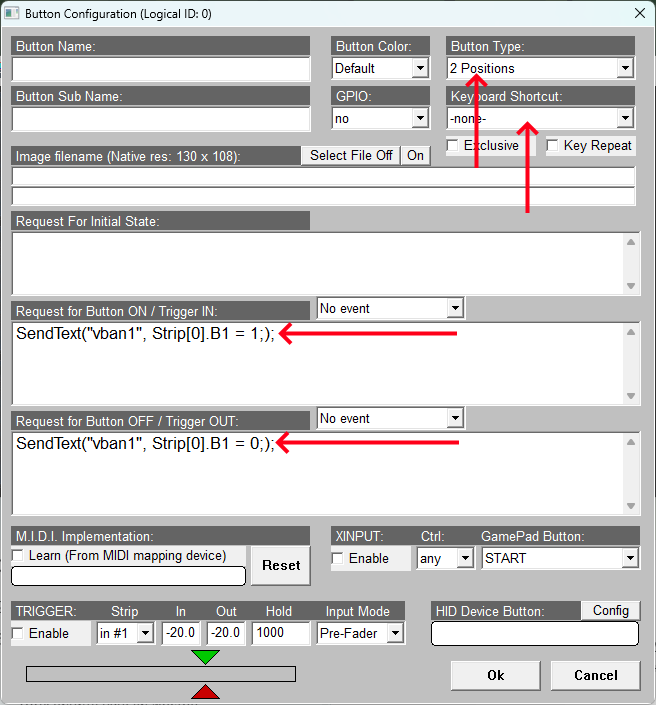 Button Configuration (Logical ID: 0)
Button Name:
Button Color:
Button Type:
Default
2 Positions
Button Sub Name:
GPIO:
Keyboard Shortcut:
no
-none-
Exclusive
Key Repeat
Image filename (Native res: 130 x 108):
Select File Off
On
Request For Initial State:
Request for Button ON / Trigger IN:
No event
SendText("vban1", Strip[0].B1 = 1;);
Request for Button OFF / Trigger OUT:
No event
SendText("vban1", Strip[0].B1 = 0;);
M.I.D.I. Implementation:
Learn (From MIDI mapping device)
Reset
XINPUT:
Ctrl:
GamePad Button:
Enable
any
START
TRIGGER:
Strip
In
Out
Hold
Input Mode
Enable
in #1
-20.0
-20.0
1000
Pre-Fader
HID Device Button:
Config
Ok
Cancel